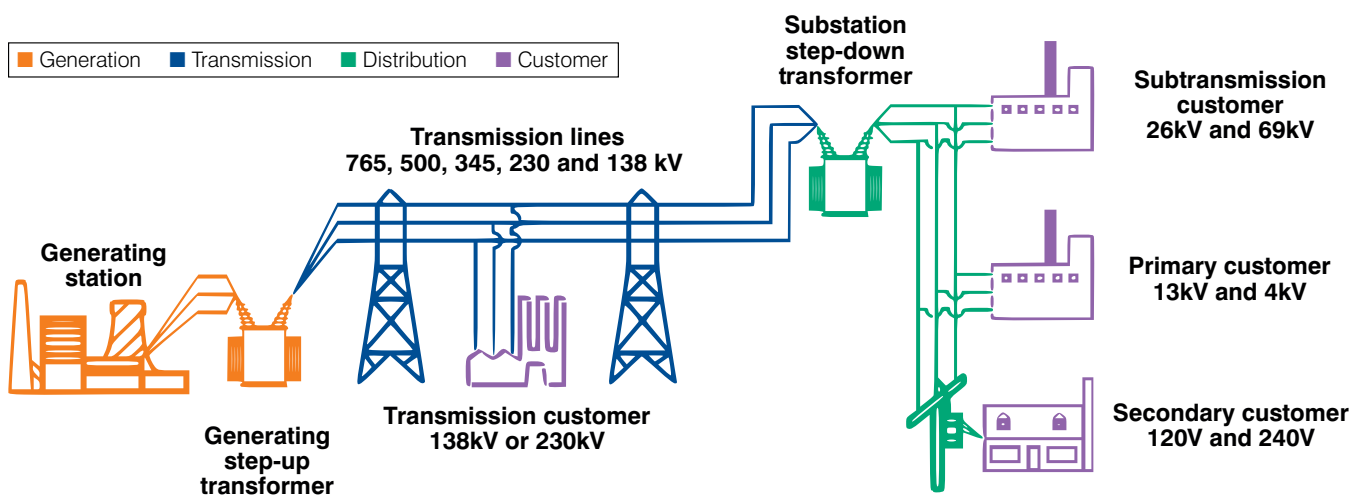 Generation Transmission Distribution Customer
Substation
step-down
transformer
Subtransmission
customer
26kV and 69kV
Transmission lines
765, 500, 345, 230 and 138 kV
Generating
station
Primary customer
13kV and 4kV
Transmission customer
138kV or 230kV
Secondary customer
120V and 240V
Generating
step-up
transformer